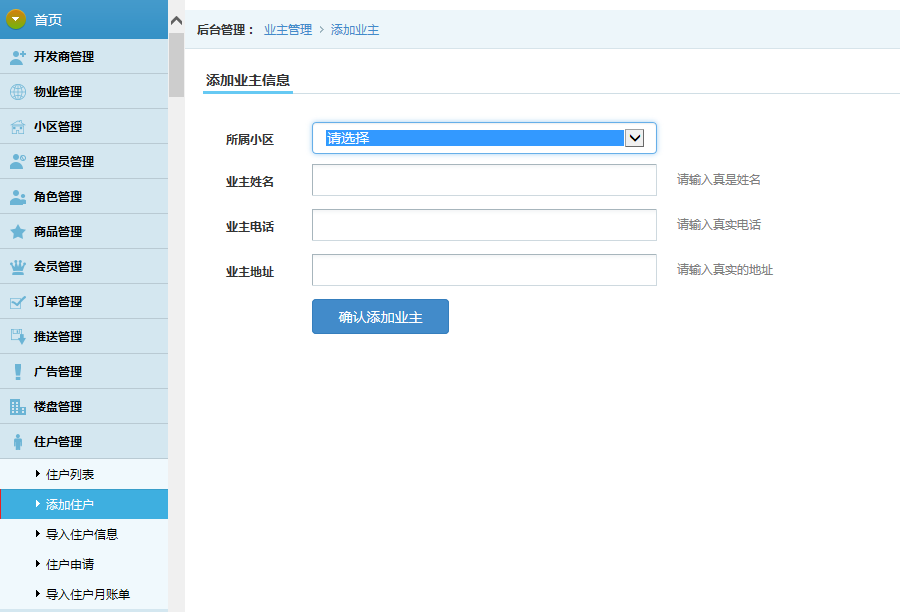 首页
开发商管理
物业管理
小区管理
管理员管理
角色管理
商品管理
会员管理
订单管理
推送管理
广告管理
楼盘管理
住户管理
住户列表
添加住户
导入住户信息
住户申请
导入住户月账单
后台管理： 业主管理 > 添加业主
添加业主信息
所属小区 请选择
业主姓名 请输入真是姓名
业主电话 请输入真实电话
业主地址 请输入真实的地址
确认添加业主